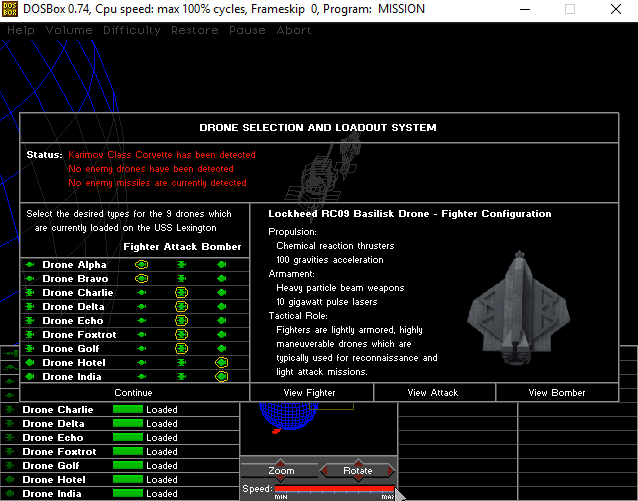 DOSBox 0.74, Cpu speed: max 100% cycles, Frameskip 0, Program: MISSION
Help Volume Difficulty Restore Pause Abort
DRONE SELECTION AND LOADOUT SYSTEM
Status: Karimov Class Corvette has been detected
No enemy drones have been detected
No enemy missiles are currently detected
Select the desired types for the 9 drones which
are currently loaded on the USS Lexington
Fighter Attack Bomber
Drone Alpha
Drone Bravo
Drone Charlie
Drone Delta
Drone Echo
Drone Foxtrot
Drone Golf
Drone Hotel
Drone India
Lockheed RC09 Basilisk Drone - Fighter Configuration
Propulsion:
Chemical reaction thrusters
100 gravities acceleration
Armament:
Heavy particle beam weapons
10 gigawatt pulse lasers
Tactical Role:
Fighters are lightly armored, highly
maneuverable drones which are
typically used for reconnaissance and
light attack missions.
Continue
View Fighter
View Attack
View Bomber
Drone Charlie Loaded
Drone Delta Loaded
Drone Echo Loaded
Drone Foxtrot Loaded
Drone Golf Loaded
Drone Hotel Loaded
Drone India Loaded
Zoom
Rotate
Speed:
MIN
MAX